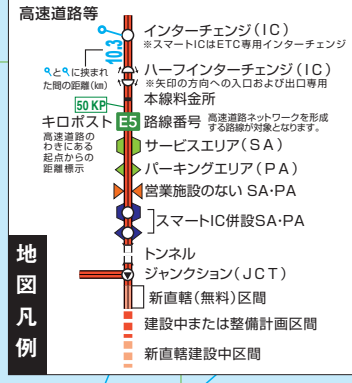 高速道路等
インターチェンジ(IC)
※スマートICはETC専用インターチェンジ
10.3
とに挟まれ
た間の距離(km)
ハーフインターチェンジ(IC)
※矢印の方向への入口および出口専用
本線料金所
50 KP
キロポスト
高速道路の
わきにある
起点からの
距離標示
E5 路線番号
高速道路ネットワークを形成
する路線が対象となります。
サービスエリア(SA)
パーキングエリア(PA)
営業施設のない SA・PA
スマートIC併設SA・PA
トンネル
ジャンクション(JCT)
新直轄(無料)区間
建設中または整備計画区間
新直轄建設中区間
地図凡例